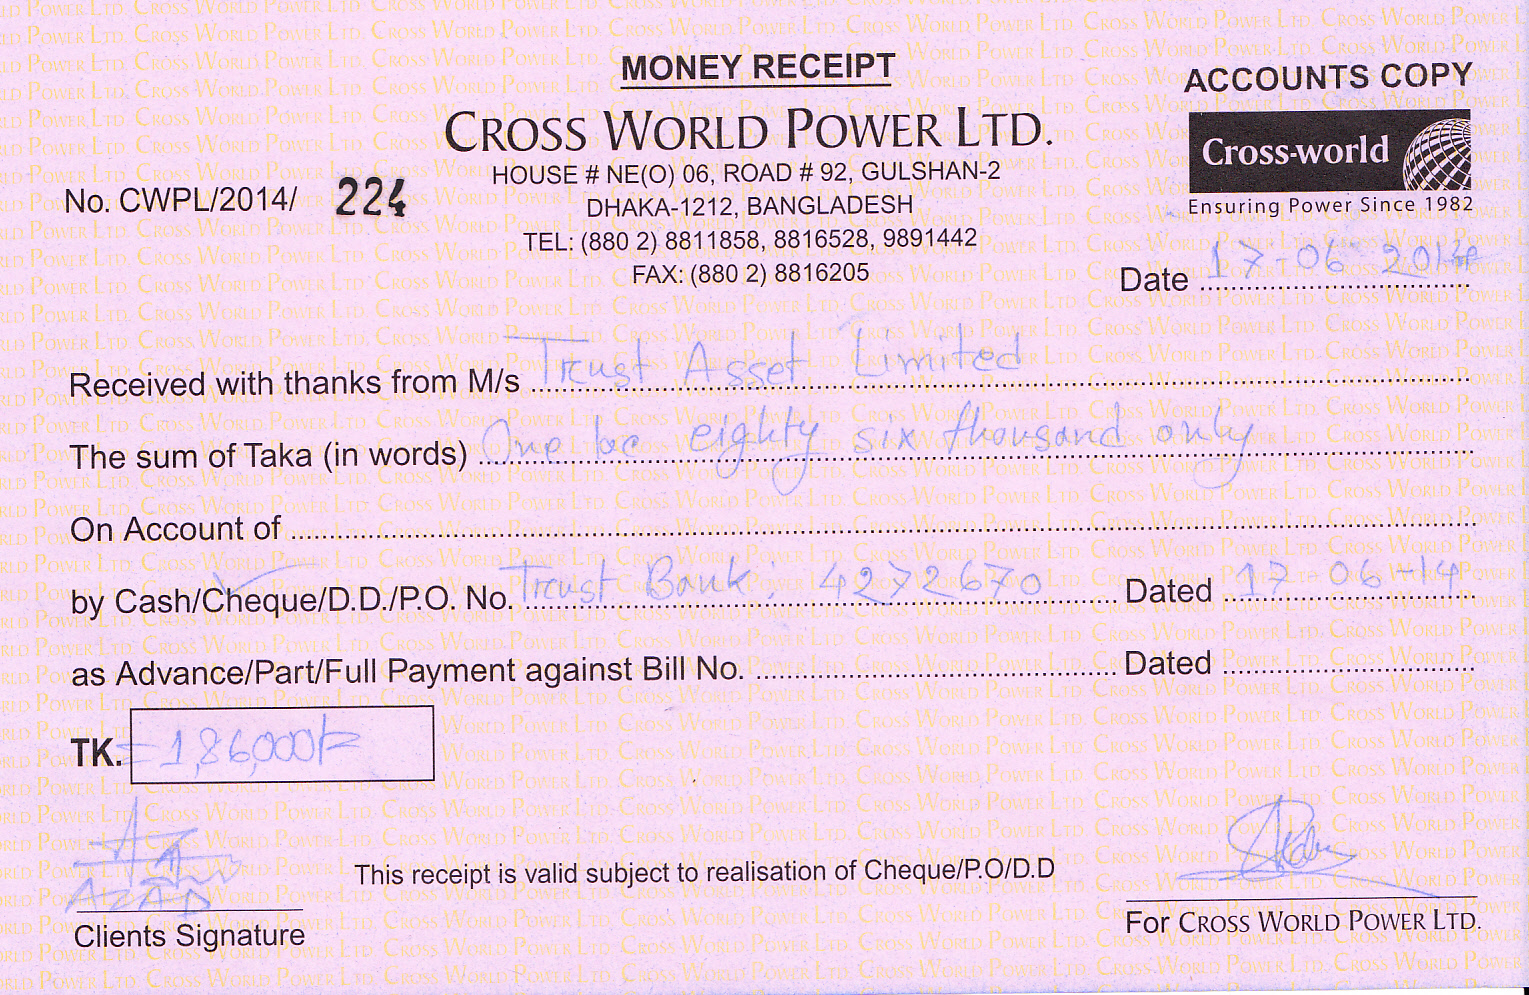 MONEY RECEIPT
ACCOUNTS COPY
CROSS WORLD POWER LTD.
Cross-world
Ensuring Power Since 1982
HOUSE # NE(O) 06, ROAD # 92, GULSHAN-2
No. CWPL/2014/ 224
DHAKA-1212, BANGLADESH
TEL: (880 2) 8811858, 8816528, 9891442
FAX: (880 2) 8816205
Date 17-06-2014
Received with thanks from M/s Trust Asset Limited
The sum of Taka (in words) One lac eighty six thousand only
On Account of
by Cash/Cheque/D.D./P.O. No. Trust Bank: 4272670 Dated 17-06-14
as Advance/Part/Full Payment against Bill No. Dated
TK. =1,86,000/=
AZAD
This receipt is valid subject to realisation of Cheque/P.O/D.D
Clients Signature
For CROSS WORLD POWER LTD.